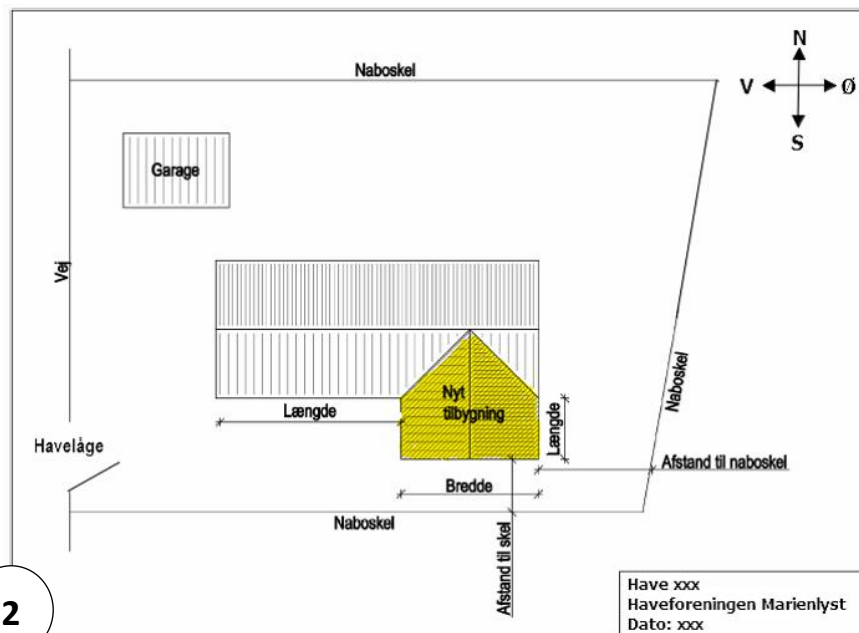 N
V
Ø
S
Naboskel
Garage
Vej
Nyt
tilbygning
Længde
Længde
Naboskel
Havelåge
Afstand til naboskel
Bredde
Naboskel
Afstand til skel
2
Have xxx
Haveforeningen Marienlyst
Dato: xxx